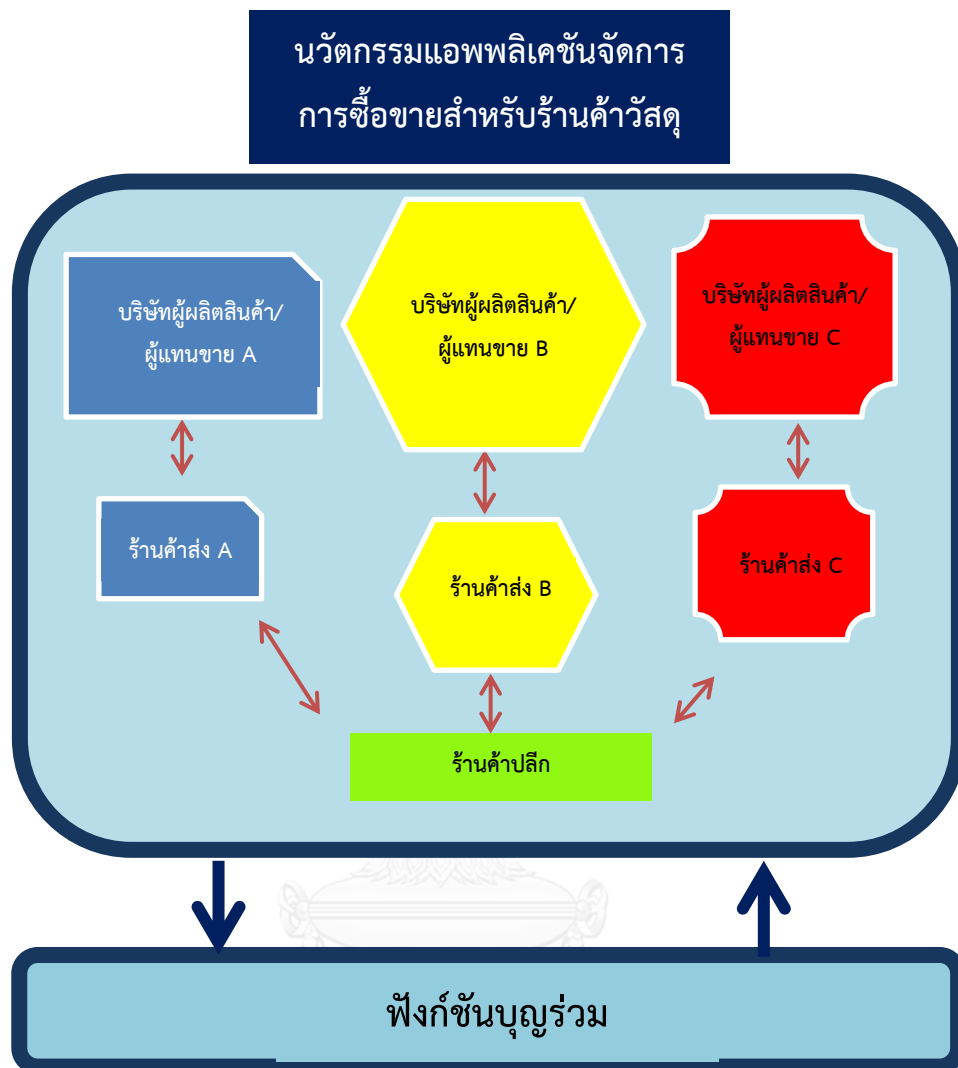 นวัตกรรมแอพพลิเคชันจัดการ
การซื้อขายสำหรับร้านค้าวัสดุ
บริษัทผู้ผลิตสินค้า/
ผู้แทนขาย A
บริษัทผู้ผลิตสินค้า/
ผู้แทนขาย B
บริษัทผู้ผลิตสินค้า/
ผู้แทนขาย C
ร้านค้าส่ง A
ร้านค้าส่ง B
ร้านค้าส่ง C
ร้านค้าปลีก
ฟังก์ชันบุญร่วม